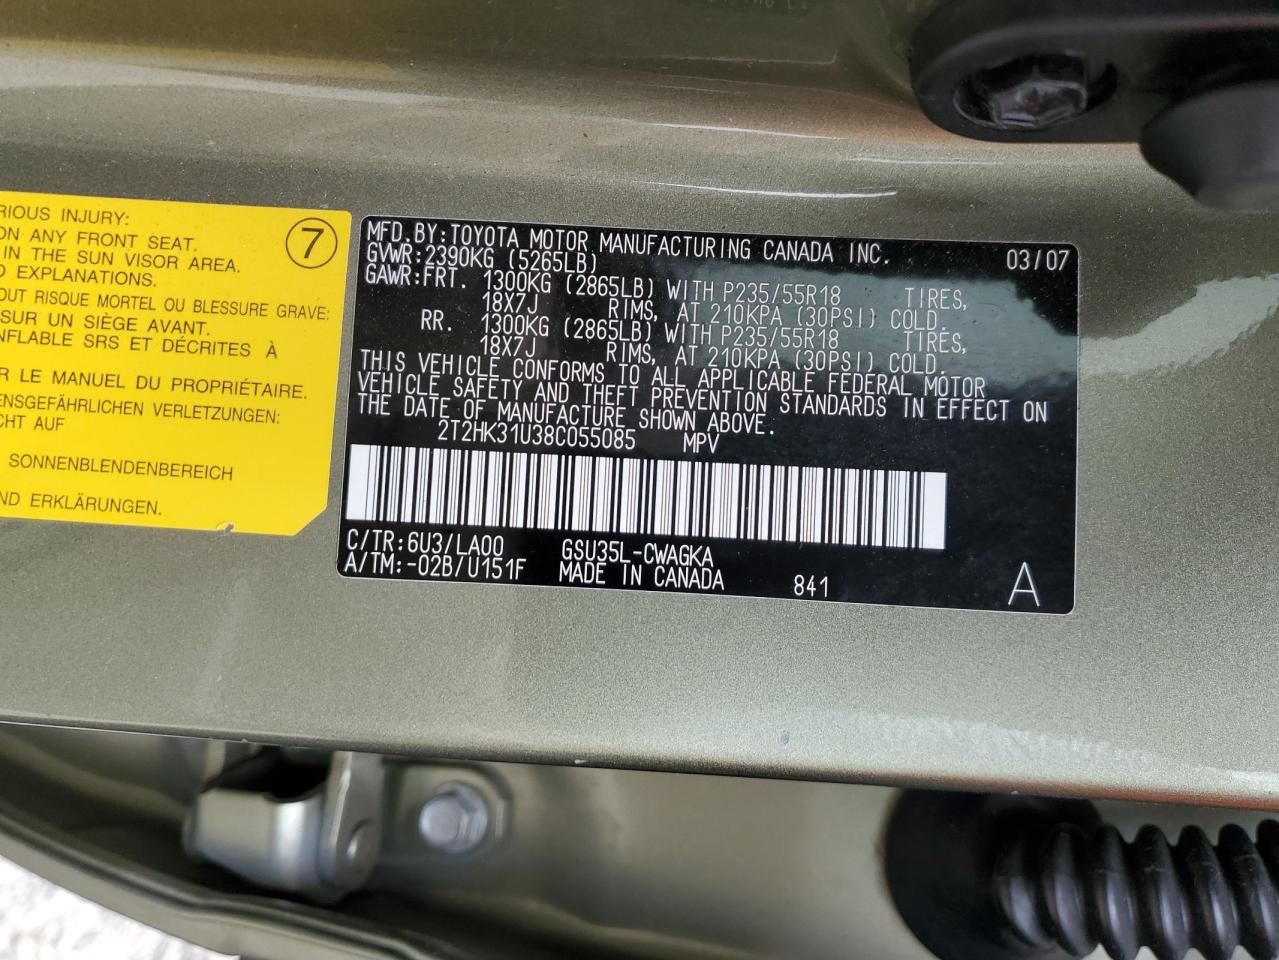 RIOUS INJURY:
ON ANY FRONT SEAT.
IN THE SUN VISOR AREA.
D EXPLANATIONS.
OUT RISQUE MORTEL OU BLESSURE GRAVE:
SUR UN SIÈGE AVANT.
NFLABLE SRS ET DÉCRITES À
R LE MANUEL DU PROPRIÉTAIRE.
ENSGEFÄHRLICHEN VERLETZUNGEN:
CHT AUF
SONNENBLENDENBEREICH
ND ERKLÄRUNGEN.
7
MFD.BY:TOYOTA MOTOR MANUFACTURING CANADA INC. 03/07
GVWR:2390KG (5265LB)
GAWR:FRT. 1300KG (2865LB) WITH P235/55R18 TIRES,
18X7J RIMS, AT 210KPA (30PSI) COLD.
RR. 1300KG (2865LB) WITH P235/55R18 TIRES,
18X7J RIMS, AT 210KPA (30PSI) COLD.
THIS VEHICLE CONFORMS TO ALL APPLICABLE FEDERAL MOTOR
VEHICLE SAFETY AND THEFT PREVENTION STANDARDS IN EFFECT ON
THE DATE OF MANUFACTURE SHOWN ABOVE.
2T2HK31U38C055085 MPV
C/TR:6U3/LA00 GSU35L-CWAGKA
A/TM:-02B/U151F MADE IN CANADA 841 A